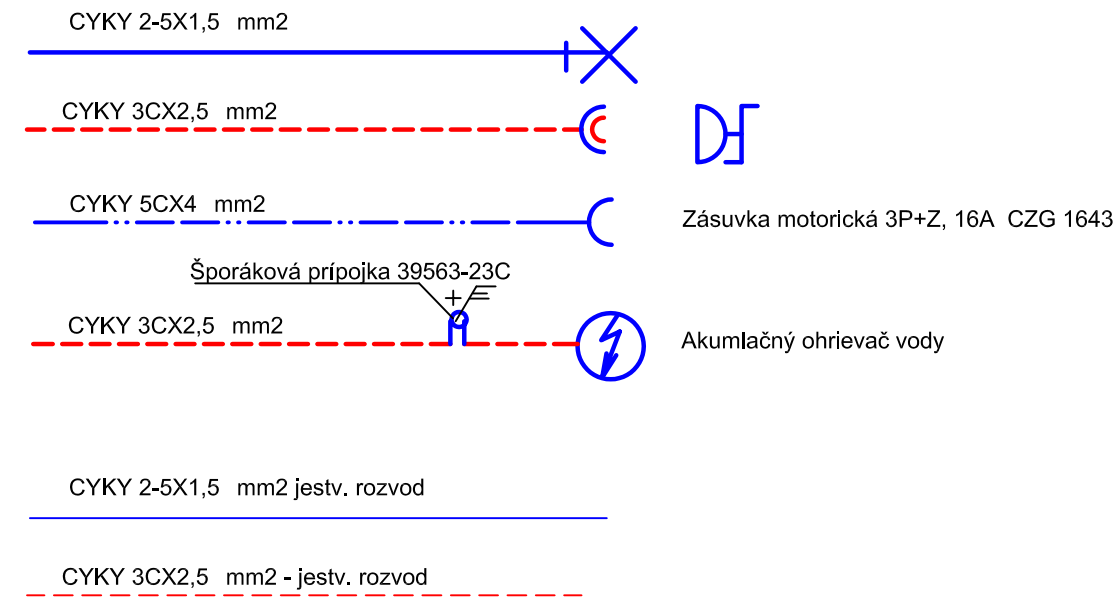 CYKY 2-5X1,5 mm2
CYKY 3CX2,5 mm2
CYKY 5CX4 mm2
Zásuvka motorická 3P+Z, 16A CZG 1643
Šporáková prípojka 39563-23C
CYKY 3CX2,5 mm2
Akumlačný ohrievač vody
CYKY 2-5X1,5 mm2 jestv. rozvod
CYKY 3CX2,5 mm2 - jestv. rozvod